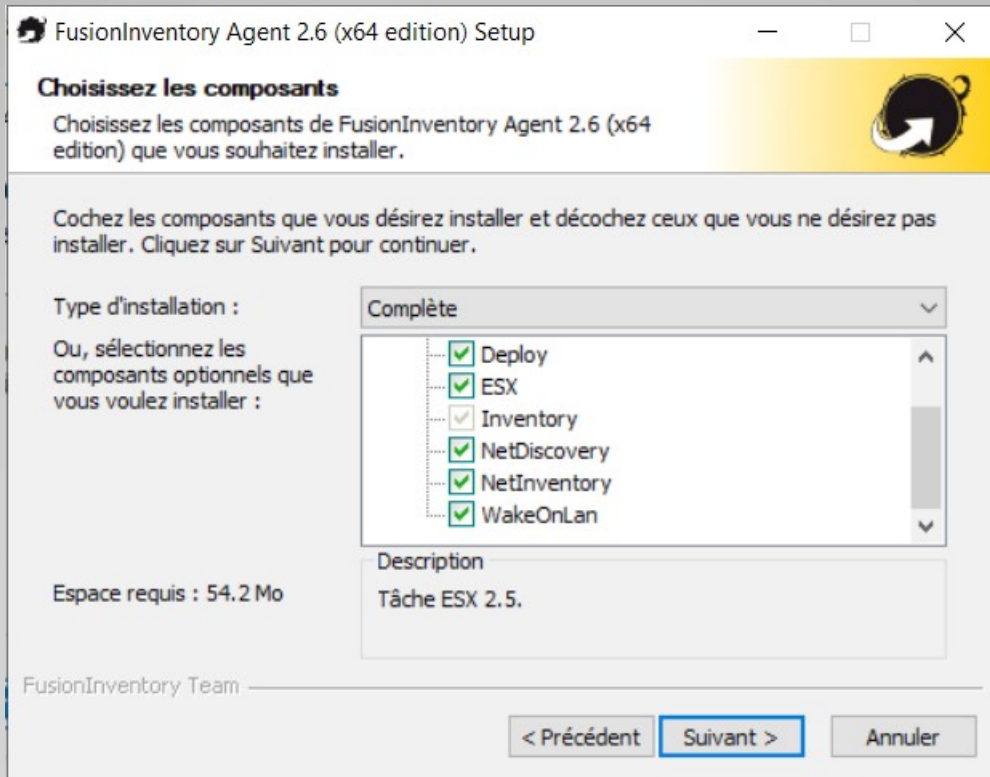 FusionInventory Agent 2.6 (x64 edition) Setup
Choisissez les composants
Choisissez les composants de FusionInventory Agent 2.6 (x64
edition) que vous souhaitez installer.
Cochez les composants que vous désirez installer et décochez ceux que vous ne désirez pas
installer. Cliquez sur Suivant pour continuer.
Type d'installation :
Complète
Ou, sélectionnez les
composants optionnels que
vous voulez installer :
Deploy
ESX
Inventory
NetDiscovery
NetInventory
WakeOnLan
Espace requis : 54.2 Mo
Description
Tâche ESX 2.5.
FusionInventory Team
< Précédent
Suivant >
Annuler